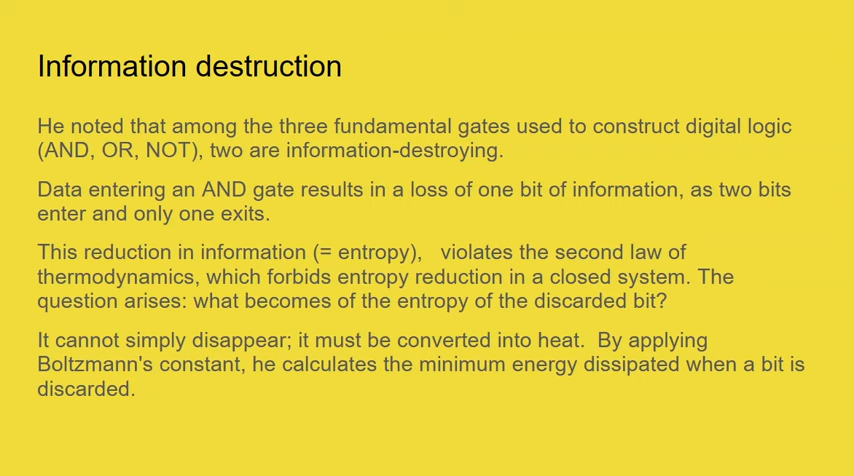 Information destruction
He noted that among the three fundamental gates used to construct digital logic
(AND, OR, NOT), two are information-destroying.
Data entering an AND gate results in a loss of one bit of information, as two bits
enter and only one exits.
This reduction in information (= entropy),   violates the second law of
thermodynamics, which forbids entropy reduction in a closed system. The
question arises: what becomes of the entropy of the discarded bit?
It cannot simply disappear; it must be converted into heat.  By applying
Boltzmann's constant, he calculates the minimum energy dissipated when a bit is
discarded.